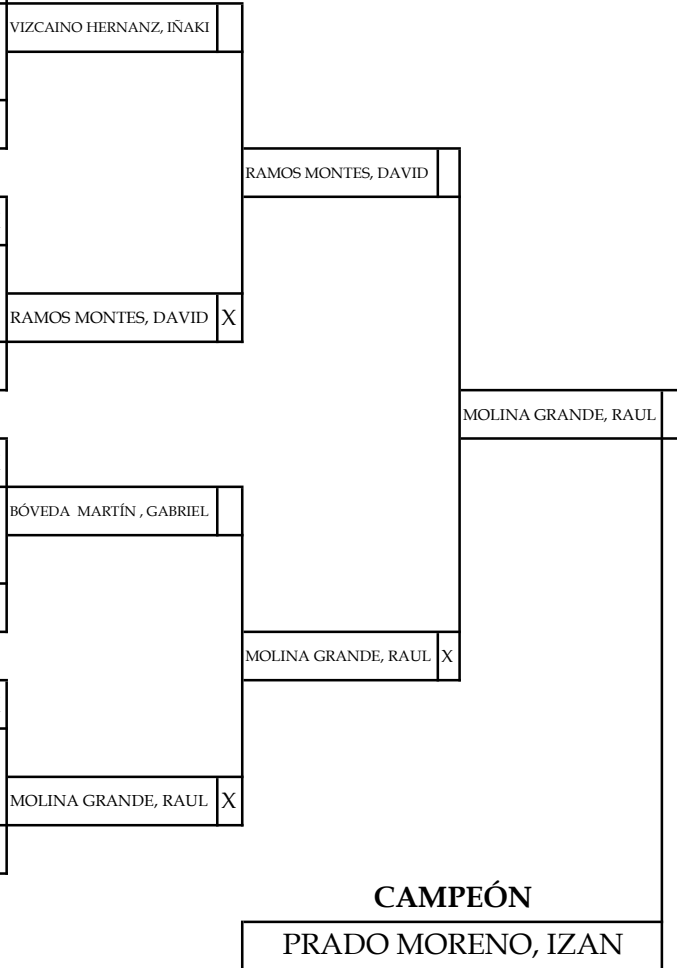 VIZCAINO HERNANZ, IÑAKI
RAMOS MONTES, DAVID
RAMOS MONTES, DAVID X
MOLINA GRANDE, RAUL
BÓVEDA MARTÍN , GABRIEL
MOLINA GRANDE, RAUL X
MOLINA GRANDE, RAUL X
CAMPEÓN
PRADO MORENO, IZAN